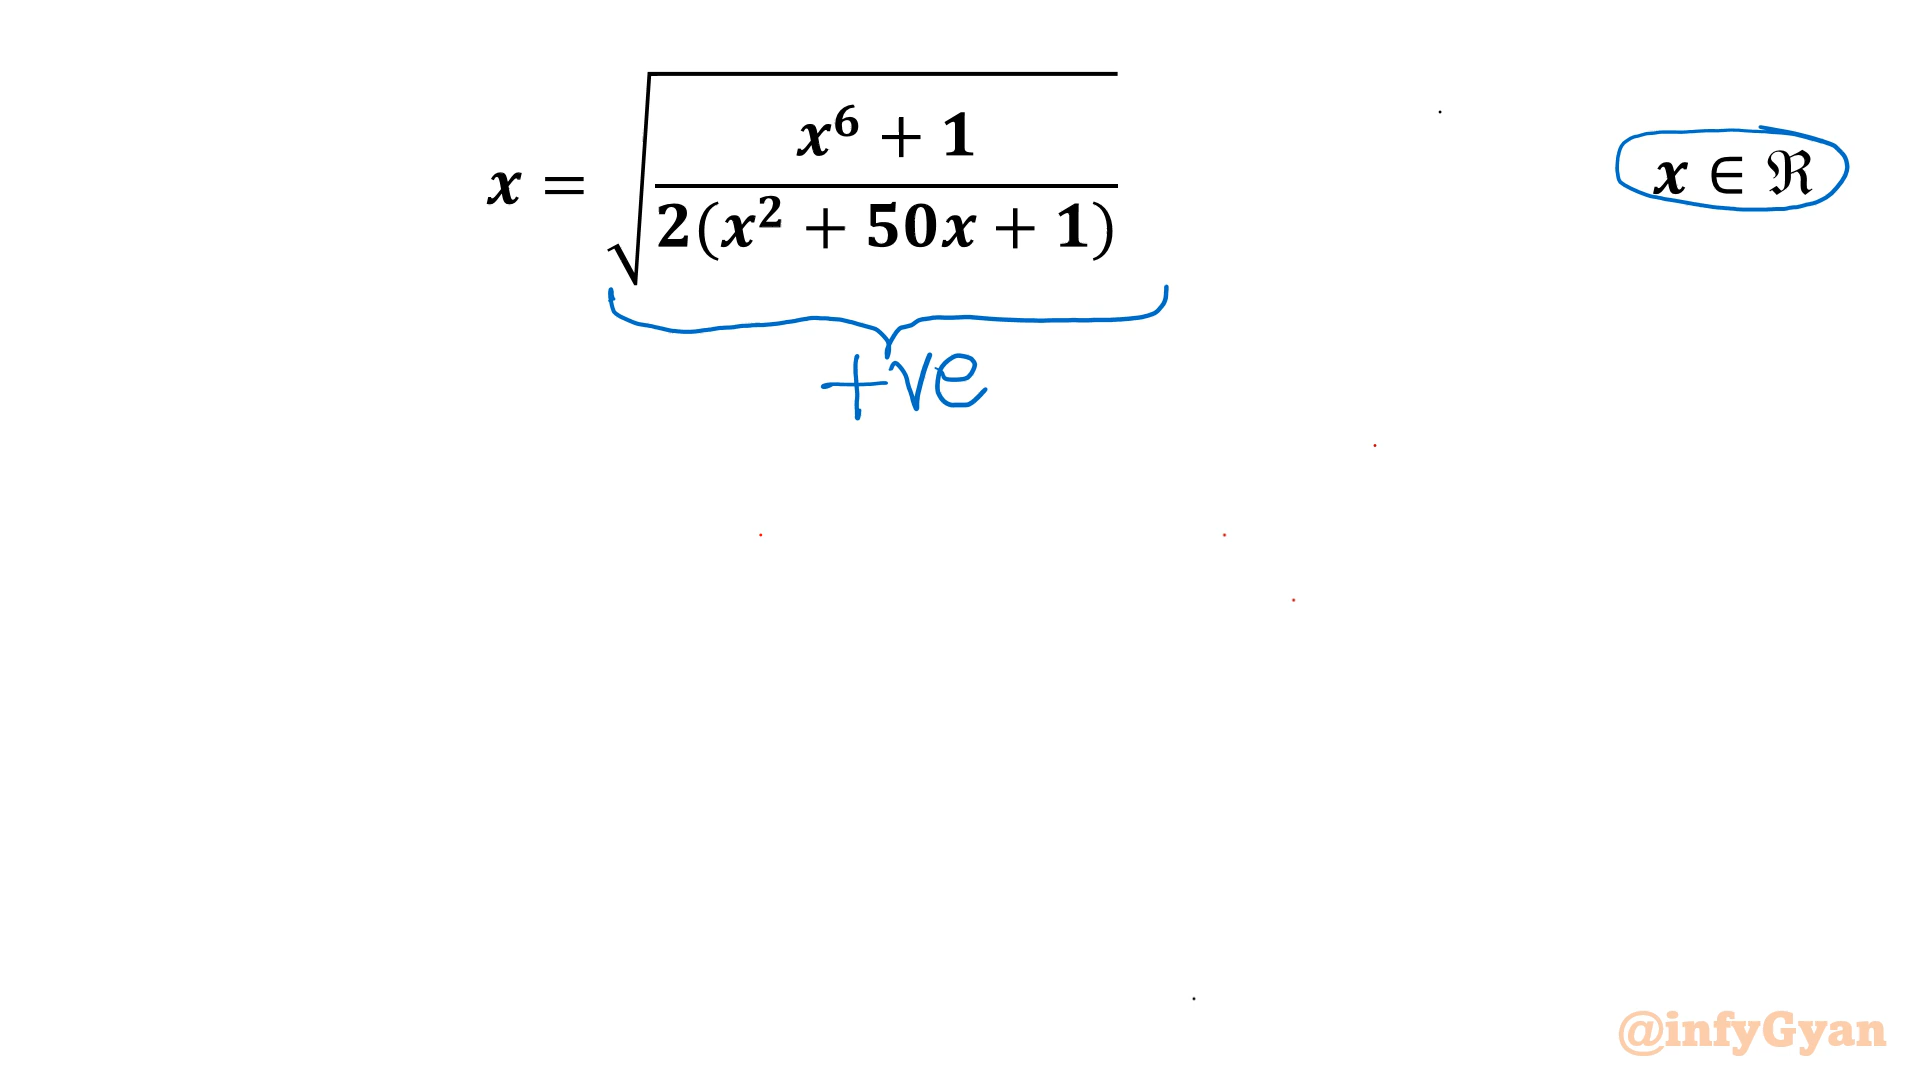 x = √((x⁶ + 1)/(2(x² + 50x + 1)))
x ∈ ℜ
+ve
@infyGyan